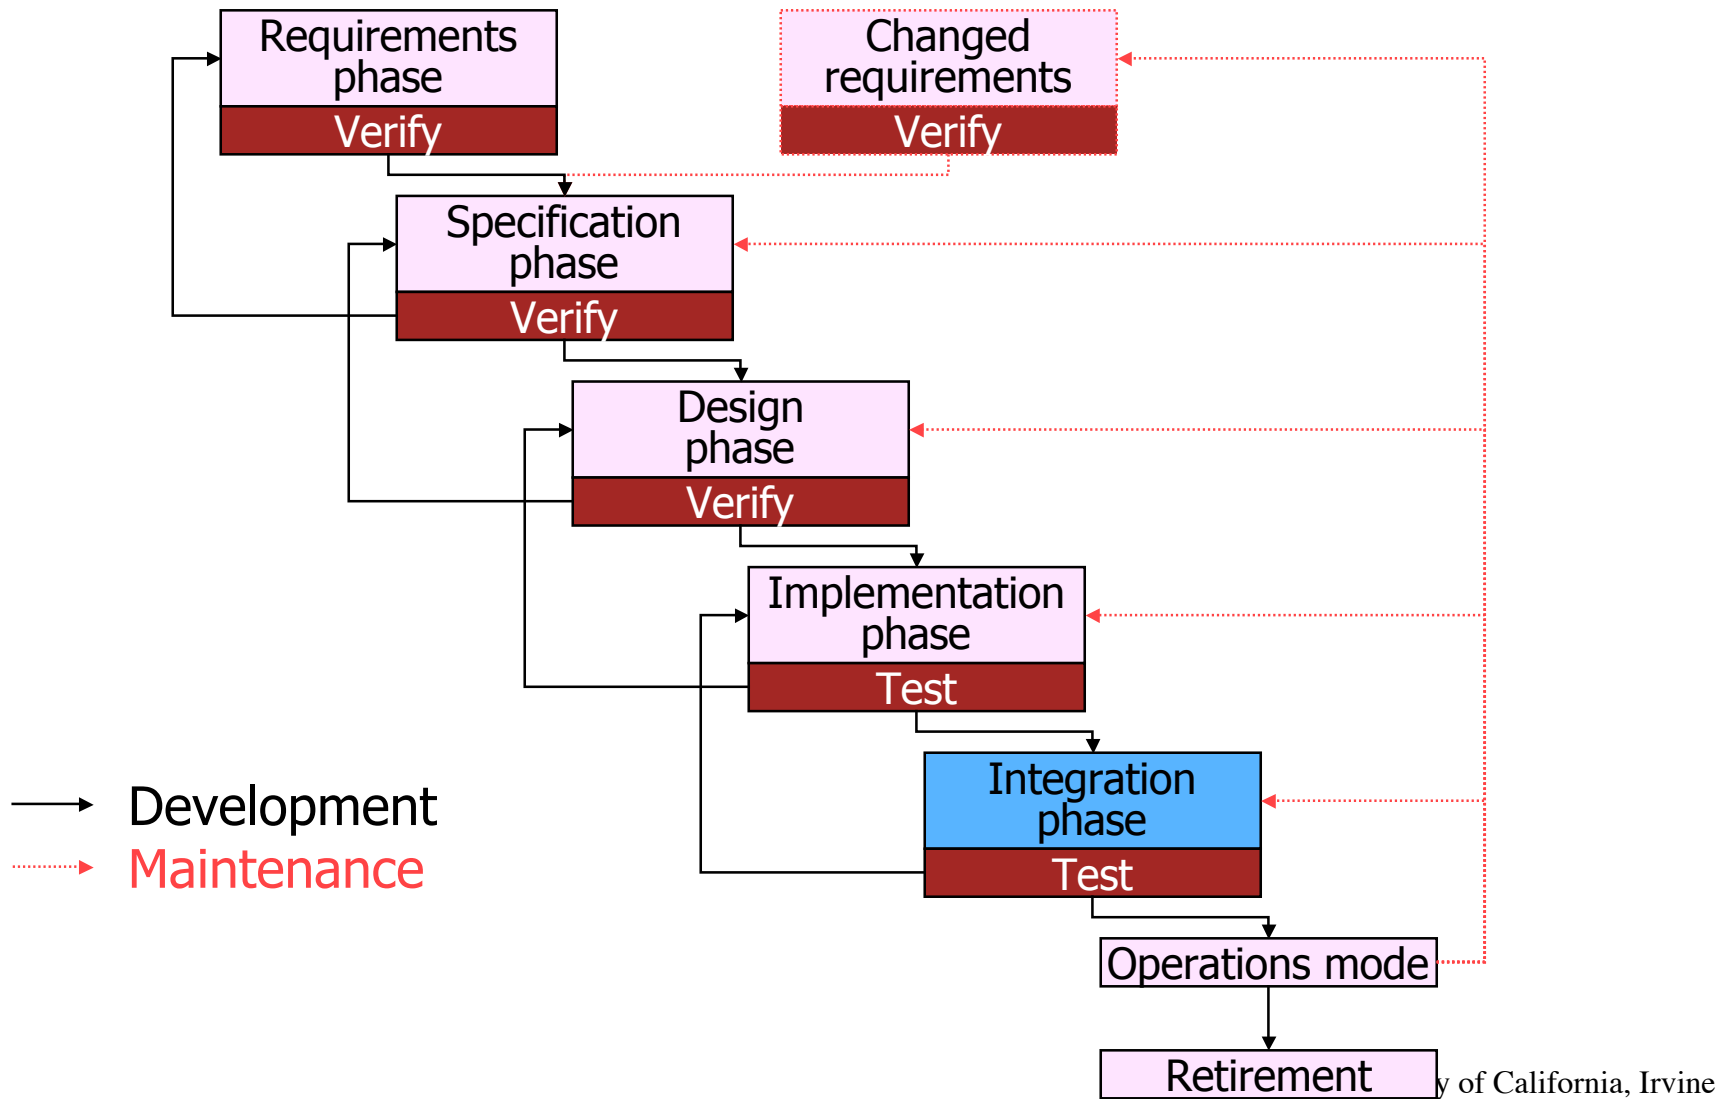 Requirements
phase
Verify
Changed
requirements
Verify
Specification
phase
Verify
Design
phase
Verify
Implementation
phase
Test
Integration
phase
Test
Development
Maintenance
Operations mode
Retirement
of California, Irvine